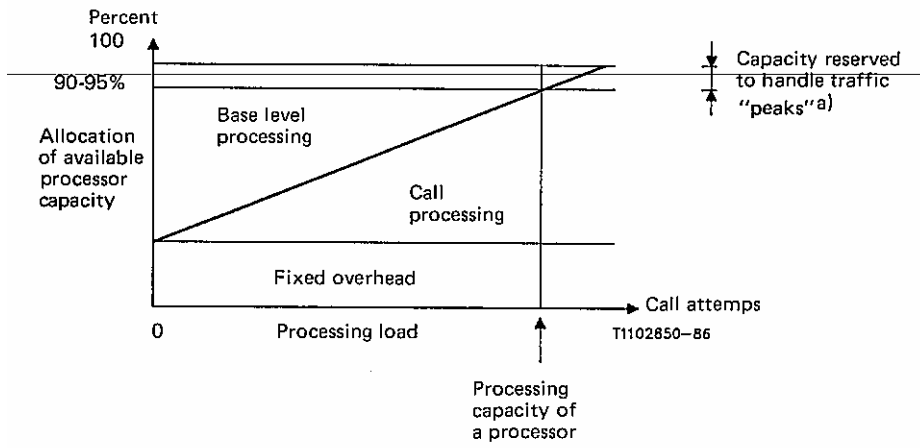 Percent
100
90-95%
Allocation
of available
processor
capacity
Base level
processing
Call
processing
Fixed overhead
Capacity reserved
to handle traffic
"peaks"a)
Call attemps
0
Processing load
T1102850-86
Processing
capacity of
a processor